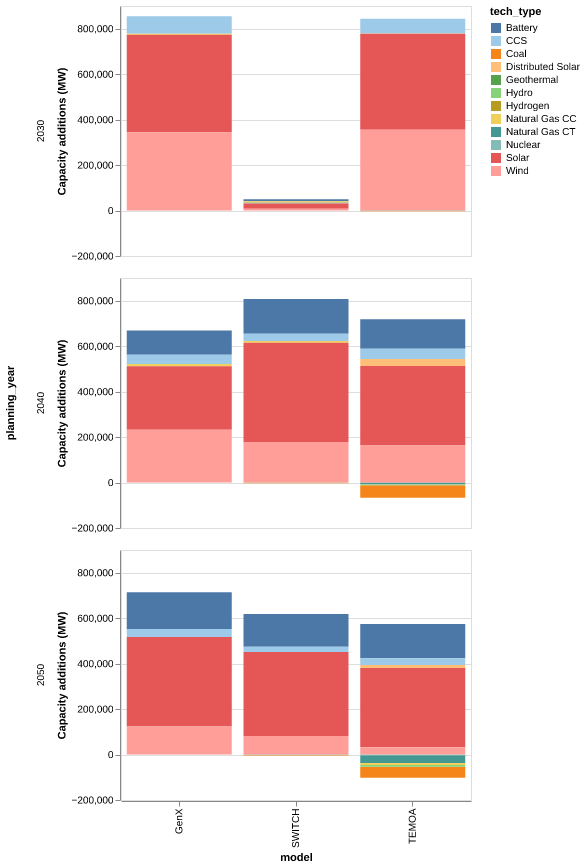 tech_type
Battery
CCS
Coal
Distributed Solar
Geothermal
Hydro
Hydrogen
Natural Gas CC
Natural Gas CT
Nuclear
Solar
Wind
planning_year
2030
Capacity additions (MW)
800,000
600,000
400,000
200,000
0
−200,000
2040
Capacity additions (MW)
800,000
600,000
400,000
200,000
0
−200,000
2050
Capacity additions (MW)
800,000
600,000
400,000
200,000
0
−200,000
GenX
SWITCH
TEMOA
model